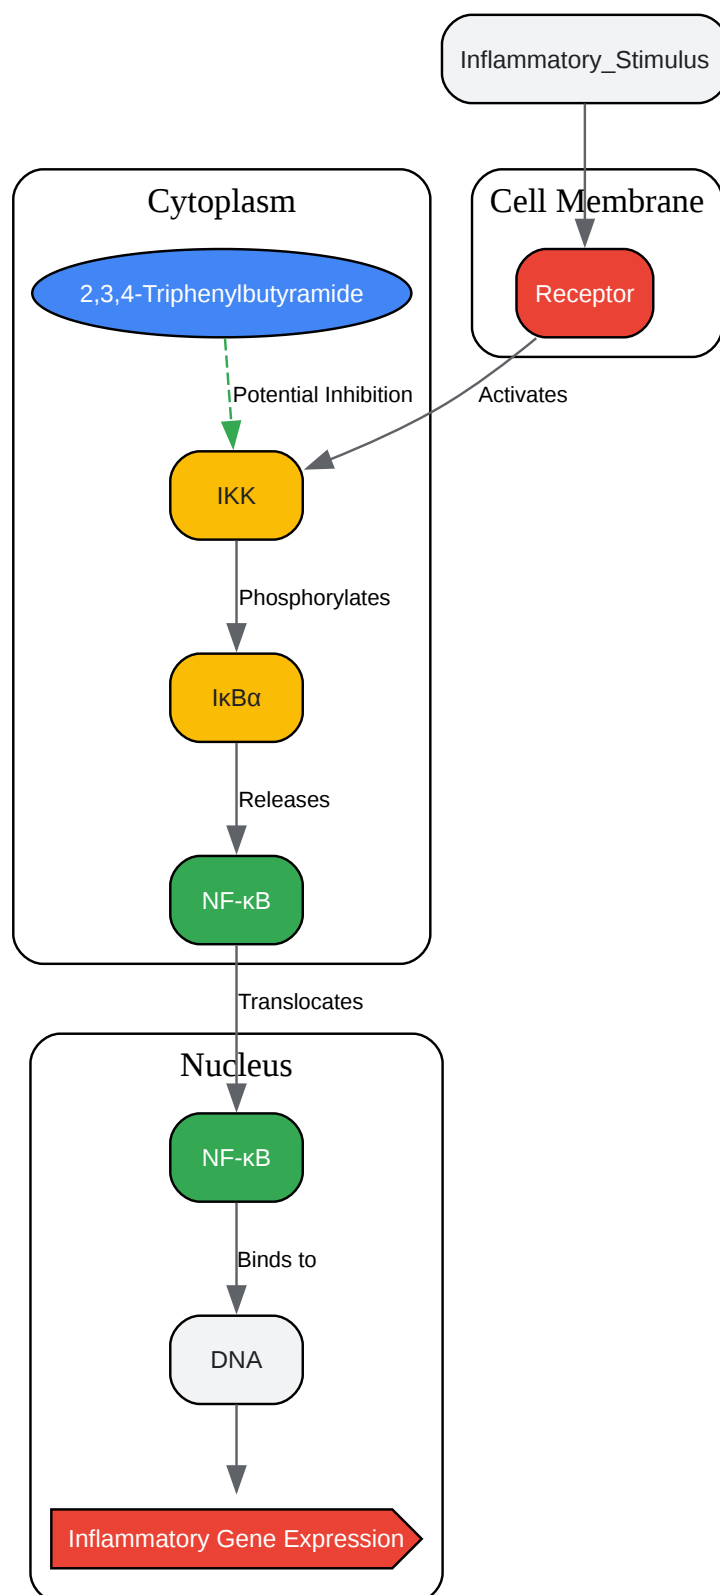 Inflammatory_Stimulus
Cytoplasm
Cell Membrane
2,3,4-Triphenylbutyramide
Receptor
Potential Inhibition
Activates
IKK
Phosphorylates
IκBα
Releases
NF-κB
Translocates
Nucleus
NF-κB
Binds to
DNA
Inflammatory Gene Expression